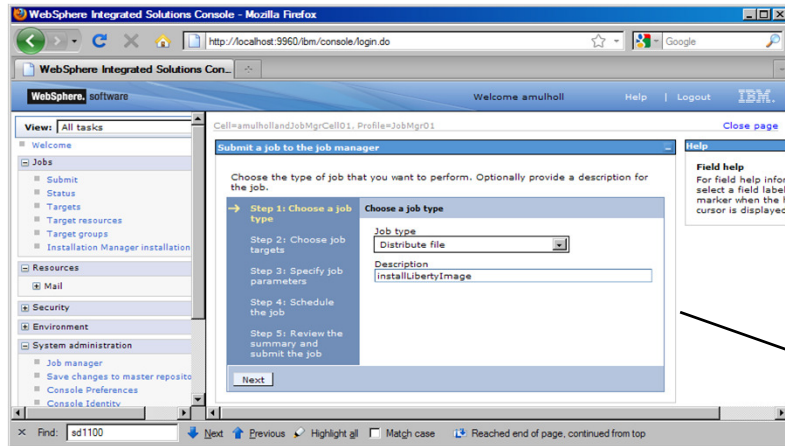 WebSphere Integrated Solutions Console - Mozilla Firefox
http://localhost:9960/ibm/console/login.do
Google
WebSphere Integrated Solutions Con...
WebSphere. software
Welcome amulholl
Help | Logout
IBM.
View: All tasks
Cell=amulhollandJobMgrCell01, Profile=JobMgr01
Close page
Welcome
Jobs
Submit
Status
Targets
Target resources
Target groups
Installation Manager installation
Resources
Mail
Security
Environment
System administration
Job manager
Save changes to master reposito
Console Preferences
Console Identity
Submit a job to the job manager
Choose the type of job that you want to perform. Optionally provide a description for
the job.
Step 1: Choose a job
type
Step 2: Choose job
targets
Step 3: Specify job
parameters
Step 4: Schedule
the job
Step 5: Review the
summary and
submit the job
Choose a job type
Job type
Distribute file
Description
installLibertyImage
Next
Help
Field help
For field help infor
select a field label
marker when the h
cursor is displayed
Find: sd1100
Next
Previous
Highlight all
Match case
Reached end of page, continued from top